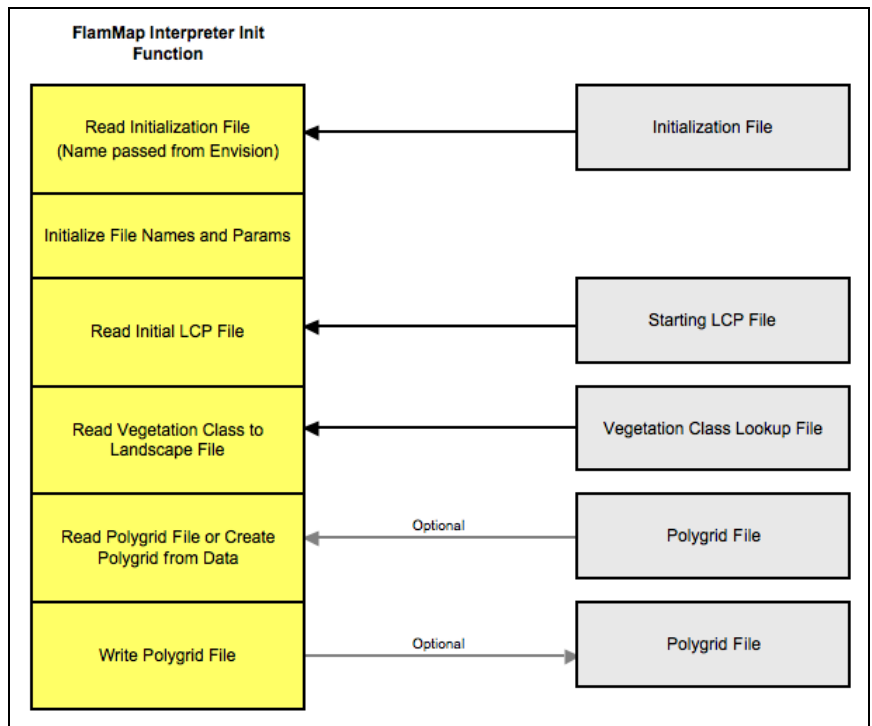 FlamMap Interpreter Init
Function
Read Initialization File
(Name passed from Envision)
Initialization File
Initialize File Names and Params
Read Initial LCP File
Starting LCP File
Read Vegetation Class to
Landscape File
Vegetation Class Lookup File
Read Polygrid File or Create
Polygrid from Data
Optional
Polygrid File
Write Polygrid File
Optional
Polygrid File